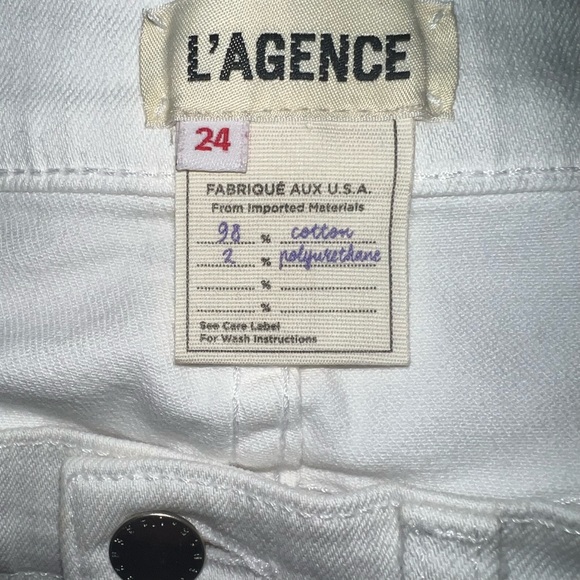 L'AGENCE
24
FABRIQUÉ AUX U.S.A.
From Imported Materials
98 % cotton
2 % polyurethane
%
%
See Care Label
For Wash Instructions